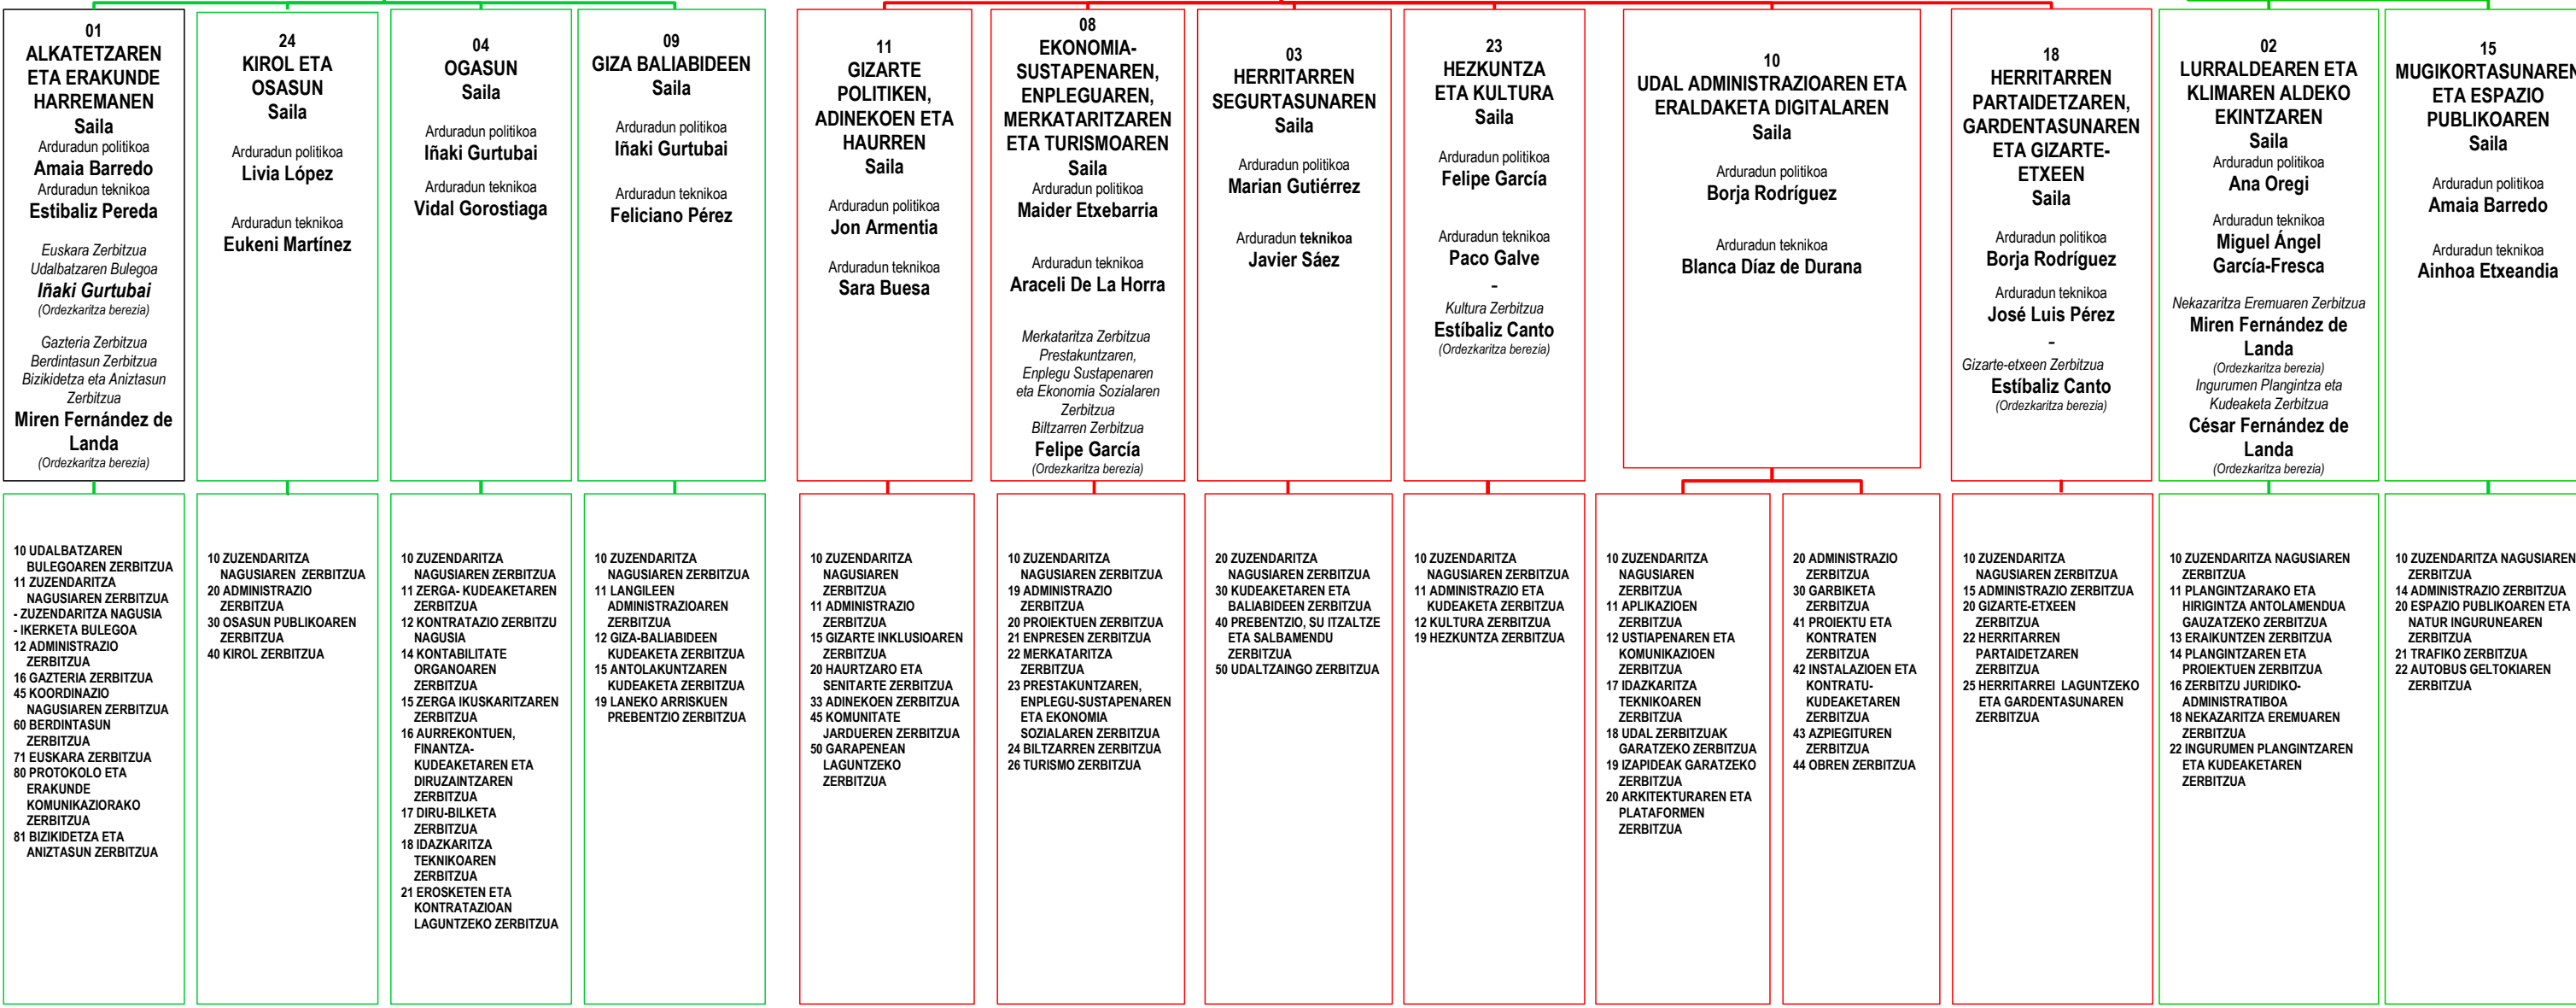 01
ALKATETZAREN
ETA ERAKUNDE
HARREMANEN
Saila
Arduradun politikoa
Amaia Barredo
Arduradun teknikoa
Estibaliz Pereda
Euskara Zerbitzua
Udalbatzaren Bulegoa
Iñaki Gurtubai
(Ordezkaritza berezia)
Gazteria Zerbitzua
Berdintasun Zerbitzua
Bizikidetza eta Aniztasun
Zerbitzua
Miren Fernández de
Landa
(Ordezkaritza berezia)
24
KIROL ETA
OSASUN
Saila
Arduradun politikoa
Livia López
Arduradun teknikoa
Eukeni Martínez
04
OGASUN
Saila
Arduradun politikoa
Iñaki Gurtubai
Arduradun teknikoa
Vidal Gorostiaga
09
GIZA BALIABIDEEN
Saila
Arduradun politikoa
Iñaki Gurtubai
Arduradun teknikoa
Feliciano Pérez
11
GIZARTE
POLITIKEN,
ADINEKOEN ETA
HAURREN
Saila
Arduradun politikoa
Jon Armentia
Arduradun teknikoa
Sara Buesa
08
EKONOMIA-
SUSTAPENAREN,
ENPLEGUAREN,
MERKATARITZAREN
ETA TURISMOAREN
Saila
Arduradun politikoa
Maider Etxebarria
Arduradun teknikoa
Araceli De La Horra
Merkataritza Zerbitzua
Prestakuntzaren,
Enplegu Sustapenaren
eta Ekonomia Sozialaren
Zerbitzua
Biltzarren Zerbitzua
Felipe García
(Ordezkaritza berezia)
03
HERRITARREN
SEGURTASUNAREN
Saila
Arduradun politikoa
Marian Gutiérrez
Arduradun teknikoa
Javier Sáez
23
HEZKUNTZA
ETA KULTURA
Saila
Arduradun politikoa
Felipe García
Arduradun teknikoa
Paco Galve
-
Kultura Zerbitzua
Estíbaliz Canto
(Ordezkaritza berezia)
10
UDAL ADMINISTRAZIOAREN ETA
ERALDAKETA DIGITALAREN
Saila
Arduradun politikoa
Borja Rodríguez
Arduradun teknikoa
Blanca Díaz de Durana
18
HERRITARREN
PARTAIDETZAREN,
GARDENTASUNAREN
ETA GIZARTE-
ETXEEN
Saila
Arduradun politikoa
Borja Rodríguez
Arduradun teknikoa
José Luis Pérez
-
Gizarte-etxeen Zerbitzua
Estíbaliz Canto
(Ordezkaritza berezia)
02
LURRALDEAREN ETA
KLIMAREN ALDEKO
EKINTZAREN
Saila
Arduradun politikoa
Ana Oregi
Arduradun teknikoa
Miguel Ángel
García-Fresca
Nekazaritza Eremuaren Zerbitzua
Miren Fernández de
Landa
(Ordezkaritza berezia)
Ingurumen Plangintza eta
Kudeaketa Zerbitzua
César Fernández de
Landa
(Ordezkaritza berezia)
15
MUGIKORTASUNAREN
ETA ESPAZIO
PUBLIKOAREN
Saila
Arduradun politikoa
Amaia Barredo
Arduradun teknikoa
Ainhoa Etxeandia
10 UDALBATZAREN
BULEGOAREN ZERBITZUA
11 ZUZENDARITZA
NAGUSIAREN ZERBITZUA
- ZUZENDARITZA NAGUSIA
- IKERKETA BULEGOA
12 ADMINISTRAZIO
ZERBITZUA
16 GAZTERIA ZERBITZUA
45 KOORDINAZIO
NAGUSIAREN ZERBITZUA
60 BERDINTASUN
ZERBITZUA
71 EUSKARA ZERBITZUA
80 PROTOKOLO ETA
ERAKUNDE
KOMUNIKAZIORAKO
ZERBITZUA
81 BIZIKIDETZA ETA
ANIZTASUN ZERBITZUA
10 ZUZENDARITZA
NAGUSIAREN ZERBITZUA
20 ADMINISTRAZIO
ZERBITZUA
30 OSASUN PUBLIKOAREN
ZERBITZUA
40 KIROL ZERBITZUA
10 ZUZENDARITZA
NAGUSIAREN ZERBITZUA
11 ZERGA- KUDEAKETAREN
ZERBITZUA
12 KONTRATAZIO ZERBITZU
NAGUSIA
14 KONTABILITATE
ORGANOAREN
ZERBITZUA
15 ZERGA IKUSKARITZAREN
ZERBITZUA
16 AURREKONTUEN,
FINANTZA-
KUDEAKETAREN ETA
DIRUZAINTZAREN
ZERBITZUA
17 DIRU-BILKETA
ZERBITZUA
18 IDAZKARITZA
TEKNIKOAREN
ZERBITZUA
21 EROSKETEN ETA
KONTRATAZIOAN
LAGUNTZEKO ZERBITZUA
10 ZUZENDARITZA
NAGUSIAREN ZERBITZUA
11 LANGILEEN
ADMINISTRAZIOAREN
ZERBITZUA
12 GIZA-BALIABIDEEN
KUDEAKETA ZERBITZUA
15 ANTOLAKUNTZAREN
KUDEAKETA ZERBITZUA
19 LANEKO ARRISKUEN
PREBENTZIO ZERBITZUA
10 ZUZENDARITZA
NAGUSIAREN
ZERBITZUA
11 ADMINISTRAZIO
ZERBITZUA
15 GIZARTE INKLUSIOAREN
ZERBITZUA
20 HAURTZARO ETA
SENITARTE ZERBITZUA
33 ADINEKOEN ZERBITZUA
45 KOMUNITATE
JARDUEREN ZERBITZUA
50 GARAPENEAN
LAGUNTZEKO
ZERBITZUA
10 ZUZENDARITZA
NAGUSIAREN ZERBITZUA
19 ADMINISTRAZIO
ZERBITZUA
20 PROIEKTUEN ZERBITZUA
21 ENPRESEN ZERBITZUA
22 MERKATARITZA
ZERBITZUA
23 PRESTAKUNTZAREN,
ENPLEGU-SUSTAPENAREN
ETA EKONOMIA
SOZIALAREN ZERBITZUA
24 BILTZARREN ZERBITZUA
26 TURISMO ZERBITZUA
20 ZUZENDARITZA
NAGUSIAREN ZERBITZUA
30 KUDEAKETAREN ETA
BALIABIDEEN ZERBITZUA
40 PREBENTZIO, SU ITZALTZE
ETA SALBAMENDU
ZERBITZUA
50 UDALTZAINGO ZERBITZUA
10 ZUZENDARITZA
NAGUSIAREN ZERBITZUA
11 ADMINISTRAZIO ETA
KUDEAKETA ZERBITZUA
12 KULTURA ZERBITZUA
19 HEZKUNTZA ZERBITZUA
10 ZUZENDARITZA
NAGUSIAREN
ZERBITZUA
11 APLIKAZIOEN
ZERBITZUA
12 USTIAPENAREN ETA
KOMUNIKAZIOEN
ZERBITZUA
17 IDAZKARITZA
TEKNIKOAREN
ZERBITZUA
18 UDAL ZERBITZUAK
GARATZEKO ZERBITZUA
19 IZAPIDEAK GARATZEKO
ZERBITZUA
20 ARKITEKTURAREN ETA
PLATAFORMEN
ZERBITZUA
20 ADMINISTRAZIO
ZERBITZUA
30 GARBIKETA
ZERBITZUA
41 PROIEKTU ETA
KONTRATEN
ZERBITZUA
42 INSTALAZIOEN ETA
KONTRATU-
KUDEAKETAREN
ZERBITZUA
43 AZPIEGITUREN
ZERBITZUA
44 OBREN ZERBITZUA
10 ZUZENDARITZA
NAGUSIAREN ZERBITZUA
15 ADMINISTRAZIO ZERBITZUA
20 GIZARTE-ETXEEN
ZERBITZUA
22 HERRITARREN
PARTAIDETZAREN
ZERBITZUA
25 HERRITARREI LAGUNTZEKO
ETA GARDENTASUNAREN
ZERBITZUA
10 ZUZENDARITZA NAGUSIAREN
ZERBITZUA
11 PLANGINTZARAKO ETA
HIRIGINTZA ANTOLAMENDUA
GAUZATZEKO ZERBITZUA
13 ERAIKUNTZEN ZERBITZUA
14 PLANGINTZAREN ETA
PROIEKTUEN ZERBITZUA
16 ZERBITZU JURIDIKO-
ADMINISTRATIBOA
18 NEKAZARITZA EREMUAREN
ZERBITZUA
22 INGURUMEN PLANGINTZAREN
ETA KUDEAKETAREN
ZERBITZUA
10 ZUZENDARITZA NAGUSIAREN
ZERBITZUA
14 ADMINISTRAZIO ZERBITZUA
20 ESPAZIO PUBLIKOAREN ETA
NATUR INGURUNEAREN
ZERBITZUA
21 TRAFIKO ZERBITZUA
22 AUTOBUS GELTOKIAREN
ZERBITZUA